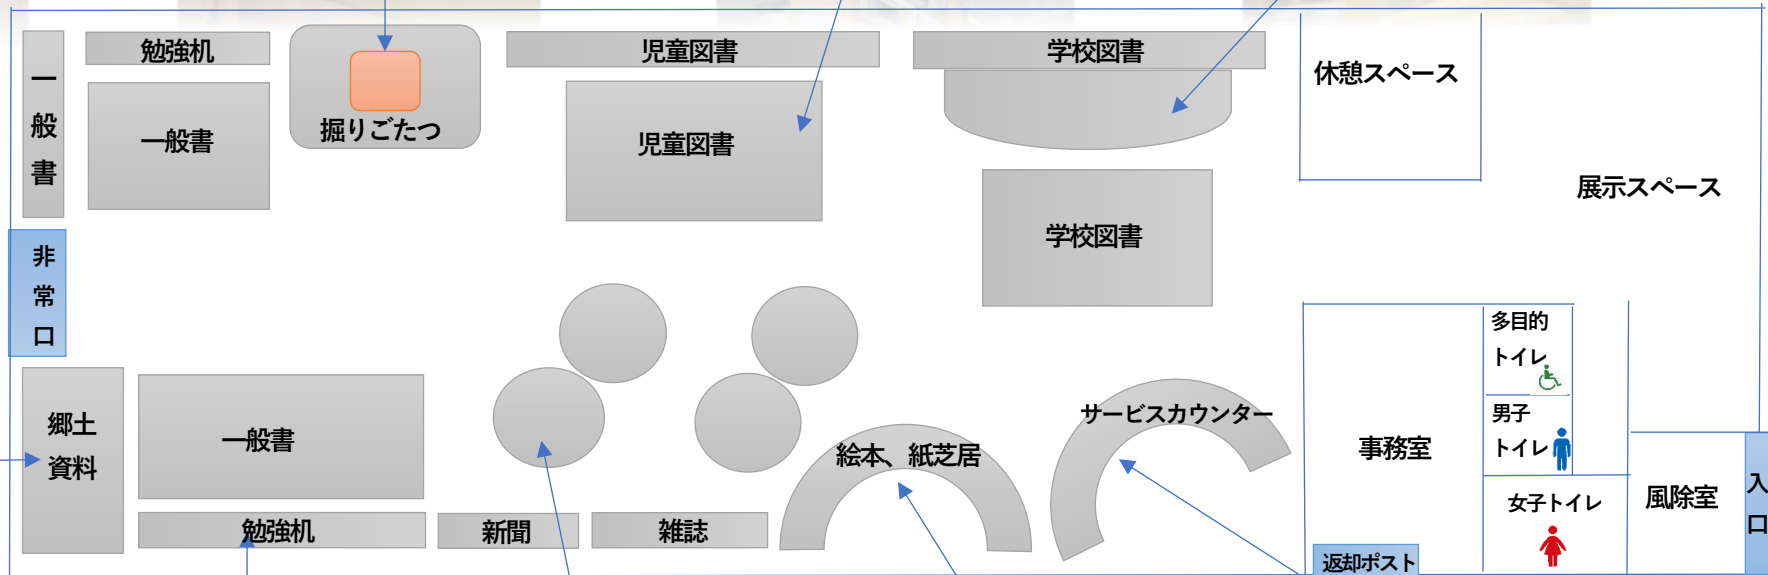 一般書
勉強机
一般書
掘りごたつ
児童図書
児童図書
学校図書
学校図書
休憩スペース
展示スペース
非常口
郷土
資料
一般書
勉強机
新聞
雑誌
絵本、紙芝居
サービスカウンター
事務室
多目的
トイレ
男子
トイレ
女子トイレ
風除室
入口
返却ポスト